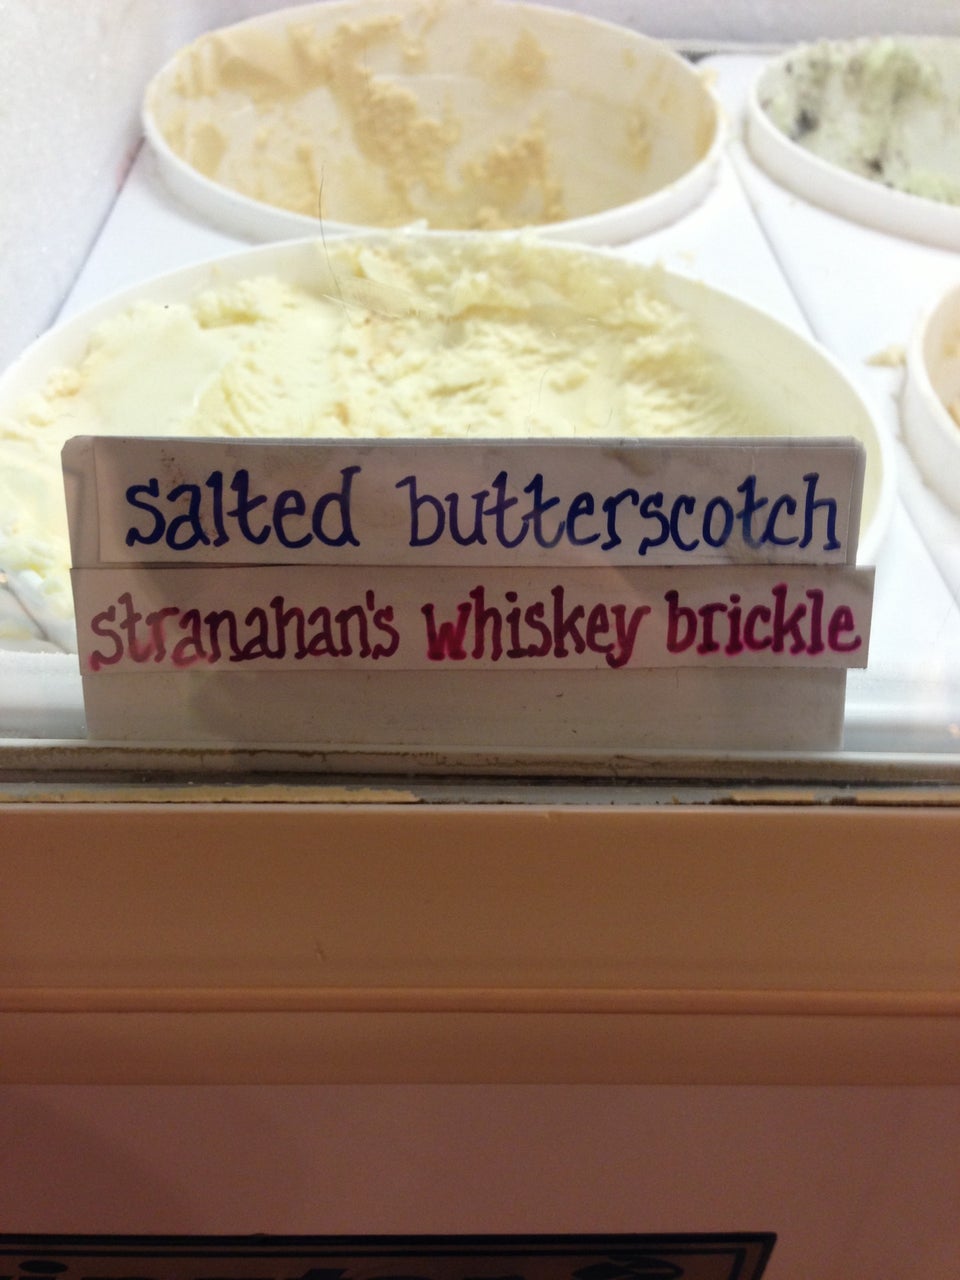 salted butterscotch
stranahan's whiskey brickle